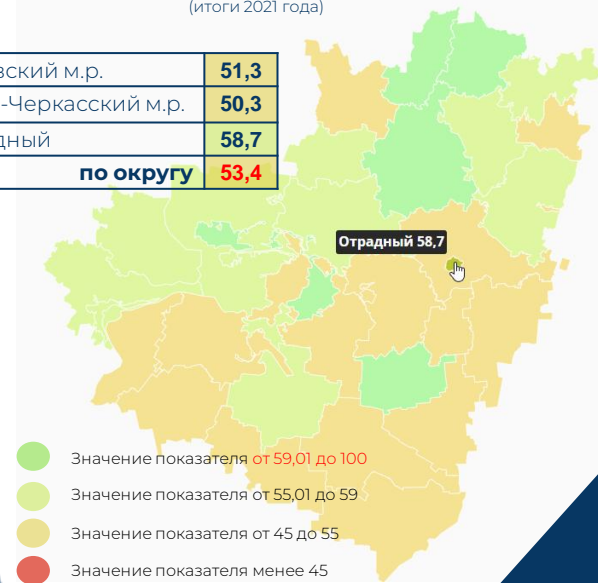 (итоги 2021 года)
вский м.р. 51,3
-Черкасский м.р. 50,3
дный 58,7
по округу 53,4
Отрадный 58,7
Значение показателя от 59,01 до 100
Значение показателя от 55,01 до 59
Значение показателя от 45 до 55
Значение показателя менее 45